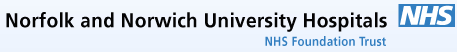 Norfolk and Norwich University Hospitals NHS
NHS Foundation Trust